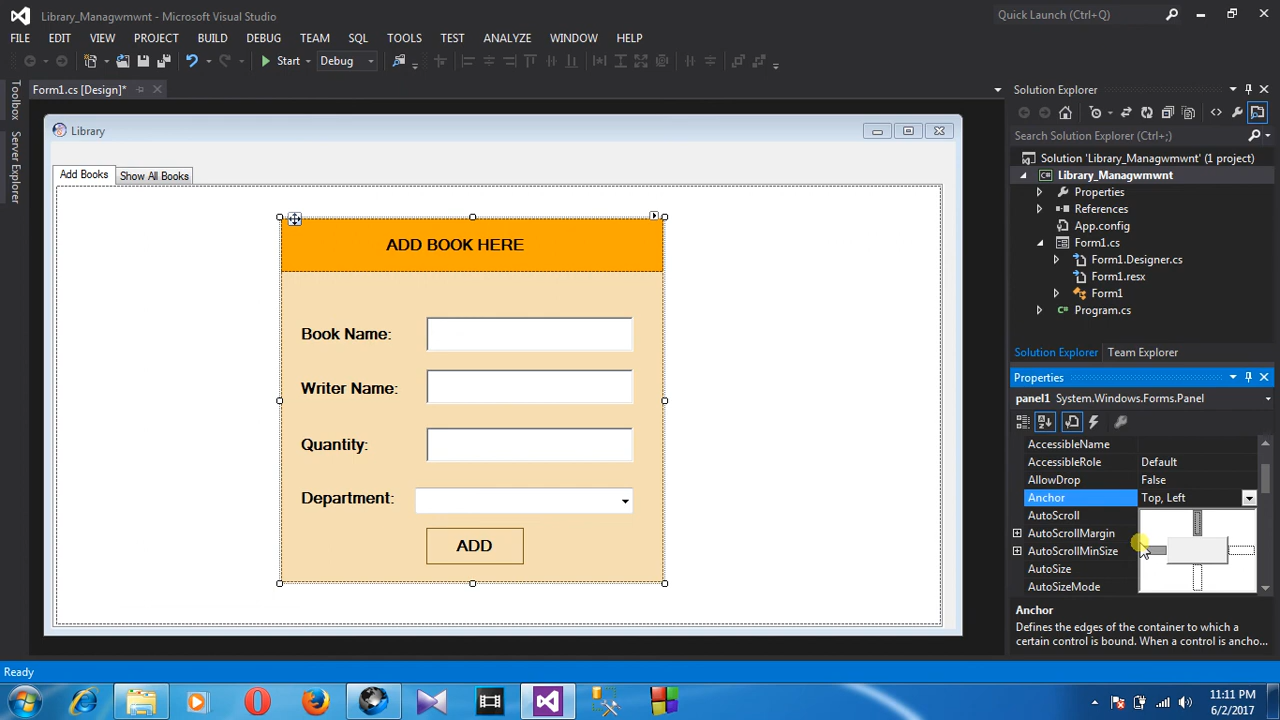 Library_Managwmwnt - Microsoft Visual Studio
Quick Launch (Ctrl+Q)
FILE EDIT VIEW PROJECT BUILD DEBUG TEAM SQL TOOLS TEST ANALYZE WINDOW HELP
Start Debug
Form1.cs [Design]*
Toolbox
Server Explorer
Library
Add Books Show All Books
ADD BOOK HERE
Book Name:
Writer Name:
Quantity:
Department:
ADD
Solution Explorer
Search Solution Explorer (Ctrl+;)
Solution 'Library_Managwmwnt' (1 project)
C# Library_Managwmwnt
Properties
References
App.config
Form1.cs
Form1.Designer.cs
Form1.resx
Form1
C# Program.cs
Solution Explorer Team Explorer
Properties
panel1 System.Windows.Forms.Panel
AccessibleName
AccessibleRole Default
AllowDrop False
Anchor Top, Left
AutoScroll
AutoScrollMargin
AutoScrollMinSize
AutoSize
AutoSizeMode
Anchor
Defines the edges of the container to which a
certain control is bound. When a control is ancho...
Ready
11:11 PM
6/2/2017